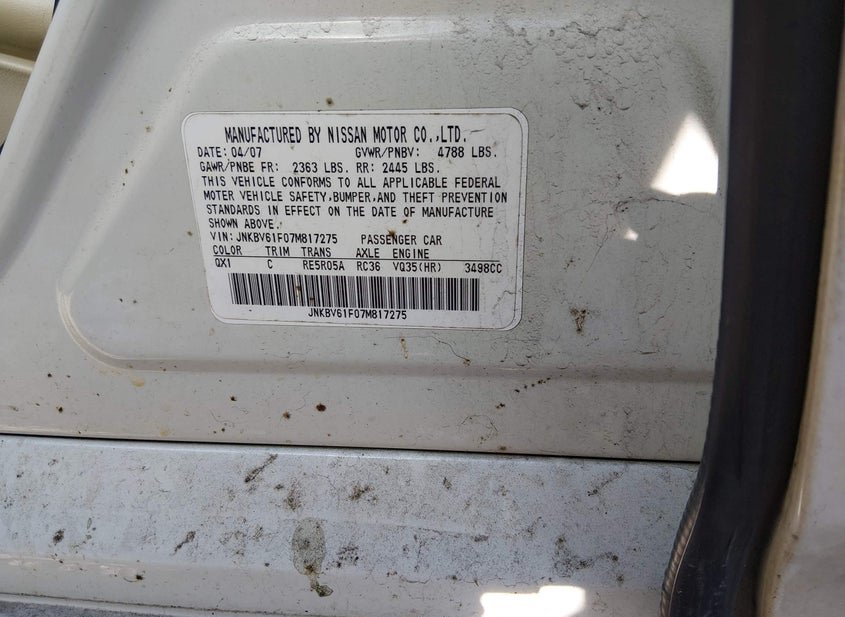 MANUFACTURED BY NISSAN MOTOR CO.,LTD.
DATE: 04/07 GVWR/PNBV: 4788 LBS.
GAWR/PNBE FR: 2363 LBS. RR: 2445 LBS.
THIS VEHICLE CONFORMS TO ALL APPLICABLE FEDERAL
MOTER VEHICLE SAFETY,BUMPER,AND THEFT PREVENTION
STANDARDS IN EFFECT ON THE DATE OF MANUFACTURE
SHOWN ABOVE.
VIN: JNKBV61F07M817275 PASSENGER CAR
COLOR TRIM TRANS AXLE ENGINE
QX1 C RE5R05A RC36 VQ35(HR) 3498CC
JNKBV61F07M817275